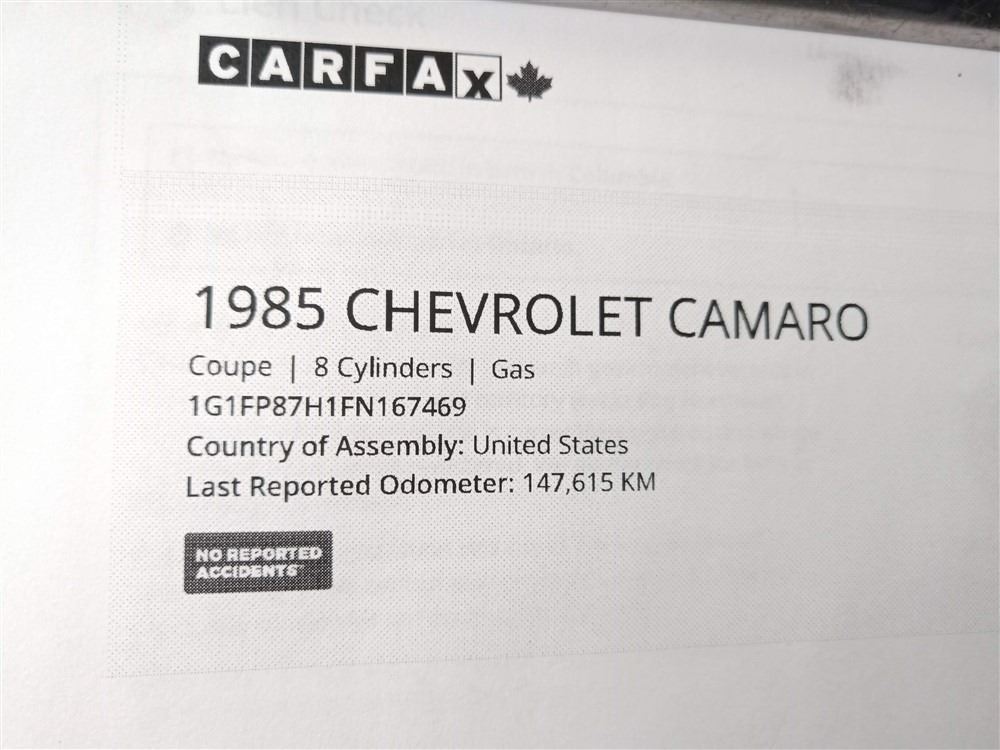 CARFAX
1985 CHEVROLET CAMARO
Coupe | 8 Cylinders | Gas
1G1FP87H1FN167469
Country of Assembly: United States
Last Reported Odometer: 147,615 KM
NO REPORTED
ACCIDENTS